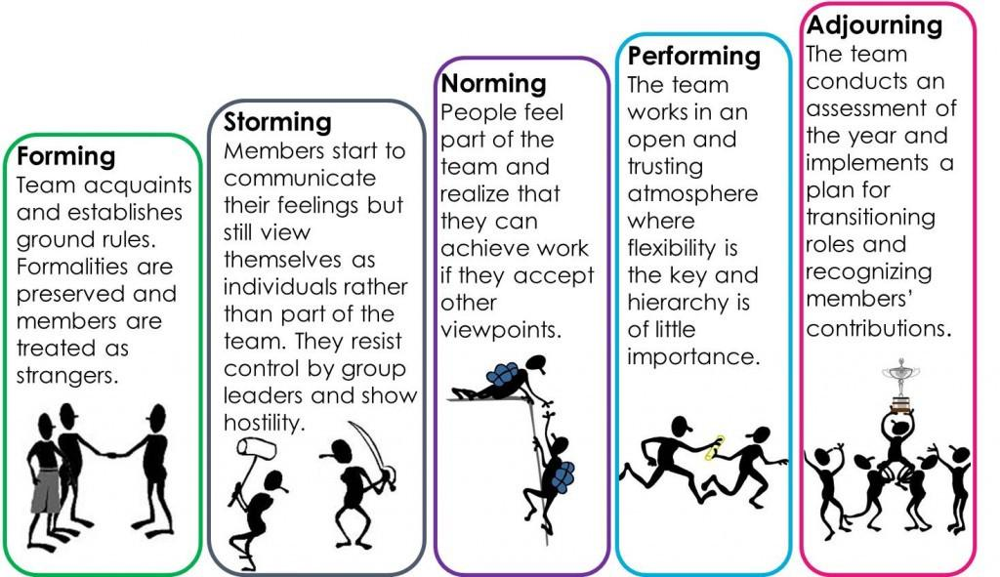 Forming
Team acquaints
and establishes
ground rules.
Formalities are
preserved and
members are
treated as
strangers.
Storming
Members start to
communicate
their feelings but
still view
themselves as
individuals rather
than part of the
team. They resist
control by group
leaders and show
hostility.
Norming
People feel
part of the
team and
realize that
they can
achieve work
if they accept
other
viewpoints.
Performing
The team
works in an
open and
trusting
atmosphere
where
flexibility is
the key and
hierarchy is
of little
importance.
Adjourning
The team
conducts an
assessment of
the year and
implements a
plan for
transitioning
roles and
recognizing
members’
contributions.